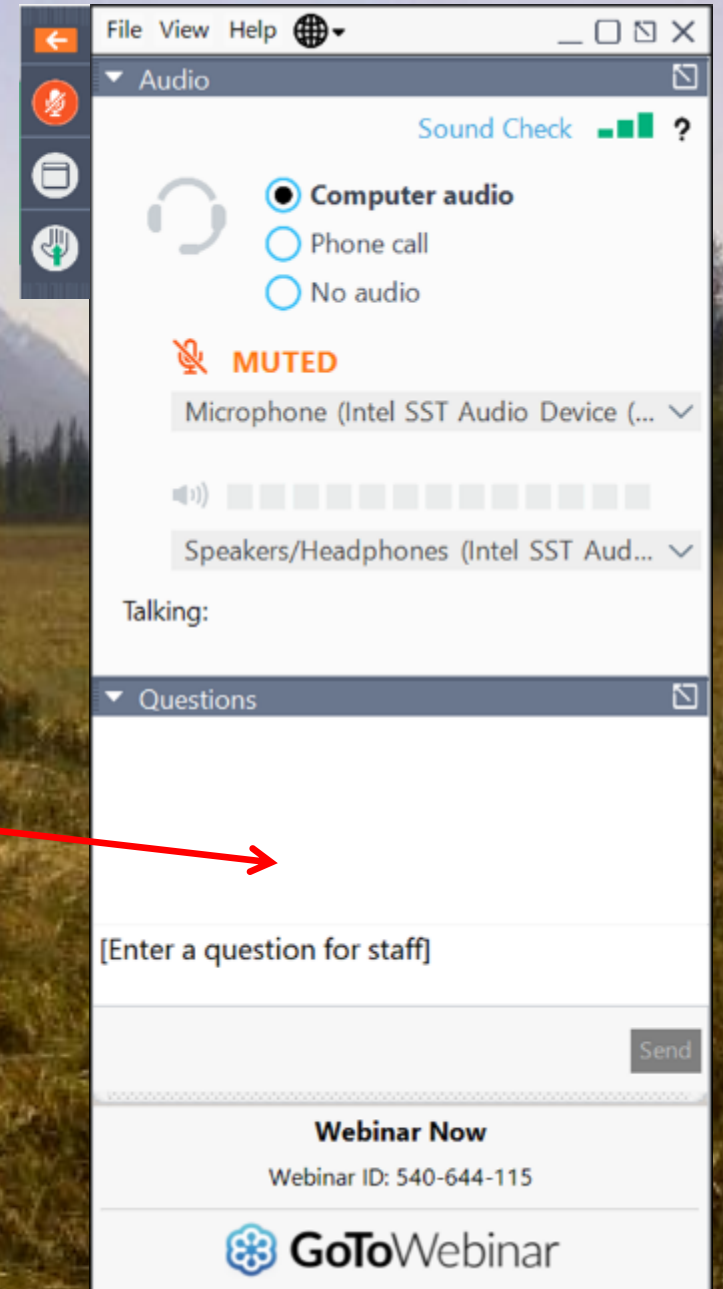 File View Help
Audio
Sound Check ?
Computer audio
Phone call
No audio
MUTED
Microphone (Intel SST Audio Device (...
Speakers/Headphones (Intel SST Aud...
Talking:
Questions
[Enter a question for staff]
Send
Webinar Now
Webinar ID: 540-644-115
GoToWebinar